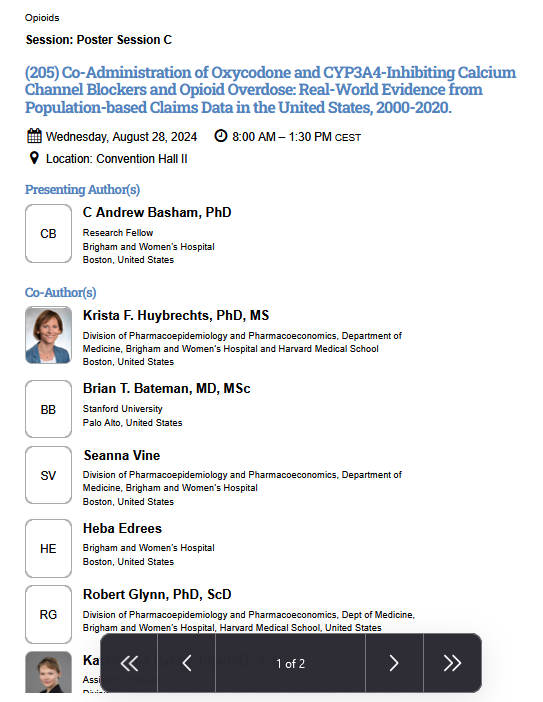 Opioids
Session: Poster Session C
(205) Co-Administration of Oxycodone and CYP3A4-Inhibiting Calcium
Channel Blockers and Opioid Overdose: Real-World Evidence from
Population-based Claims Data in the United States, 2000-2020.
Wednesday, August 28, 2024 8:00 AM – 1:30 PM CEST
Location: Convention Hall II
Presenting Author(s)
CB
C Andrew Basham, PhD
Research Fellow
Brigham and Women's Hospital
Boston, United States
Co-Author(s)
Krista F. Huybrechts, PhD, MS
Division of Pharmacoepidemiology and Pharmacoeconomics, Department of
Medicine, Brigham and Women's Hospital and Harvard Medical School
Boston, United States
BB
Brian T. Bateman, MD, MSc
Stanford University
Palo Alto, United States
SV
Seanna Vine
Division of Pharmacoepidemiology and Pharmacoeconomics, Department of
Medicine, Brigham and Women's Hospital
Boston, United States
HE
Heba Edrees
Brigham and Women's Hospital
Boston, United States
RG
Robert Glynn, PhD, ScD
Division of Pharmacoepidemiology and Pharmacoeconomics, Dept of Medicine,
Brigham and Women's Hospital, Harvard Medical School, United States
1 of 2